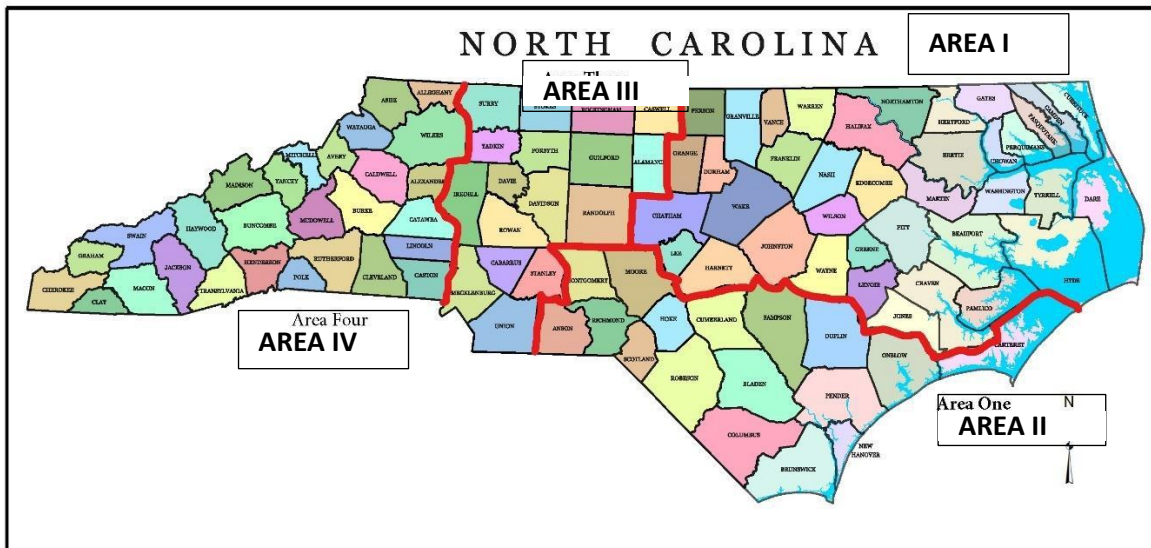 NORTH CAROLINA
AREA I
AREA III
ASHE
ALLEGHANY
SURRY
CASWELL
PERSON
GRANVILLE
VANCE
WARREN
NORTHAMTON
GATES
HERTFORD
CAMDEN
PASQUOTANK
PERQUIMANS
CHOWAN
HALIFAX
BERTIE
WATAUGA
WILKES
YADKIN
FORSYTH
GUILFORD
ALAMANCE
ORANGE
DURHAM
FRANKLIN
NASH
EDGECOMBE
MARTIN
WASHINGTON
TYRRELL
DARE
MITCHELL
AVERY
CALDWELL
ALEXANDER
IREDELL
DAVIE
DAVIDSON
RANDOLPH
CHATHAM
WAKE
WILSON
MADISON
YANCEY
BURKE
CATAWBA
ROWAN
JOHNSTON
GREENE
PITT
BEAUFORT
HYDE
HAYWOOD
BUNCOMBE
MCDOWELL
LINCOLN
CABARRUS
STANLEY
MONTGOMERY
MOORE
LEE
HARNETT
WAYNE
LENOIR
CRAVEN
PAMLICO
SWAIN
GRAHAM
JACKSON
HENDERSON
RUTHERFORD
POLK
CLEVELAND
GASTON
MECKLENBURG
CHEROKEE
CLAY
MACON
TRANSYLVANIA
UNION
ANSON
RICHMOND
HOKE
CUMBERLAND
SAMPSON
DUPLIN
JONES
CARTERET
ONSLOW
SCOTLAND
ROBESON
BLADEN
PENDER
COLUMBUS
BRUNSWICK
NEW
HANOVER
Area Four
AREA IV
Area One
AREA II
N